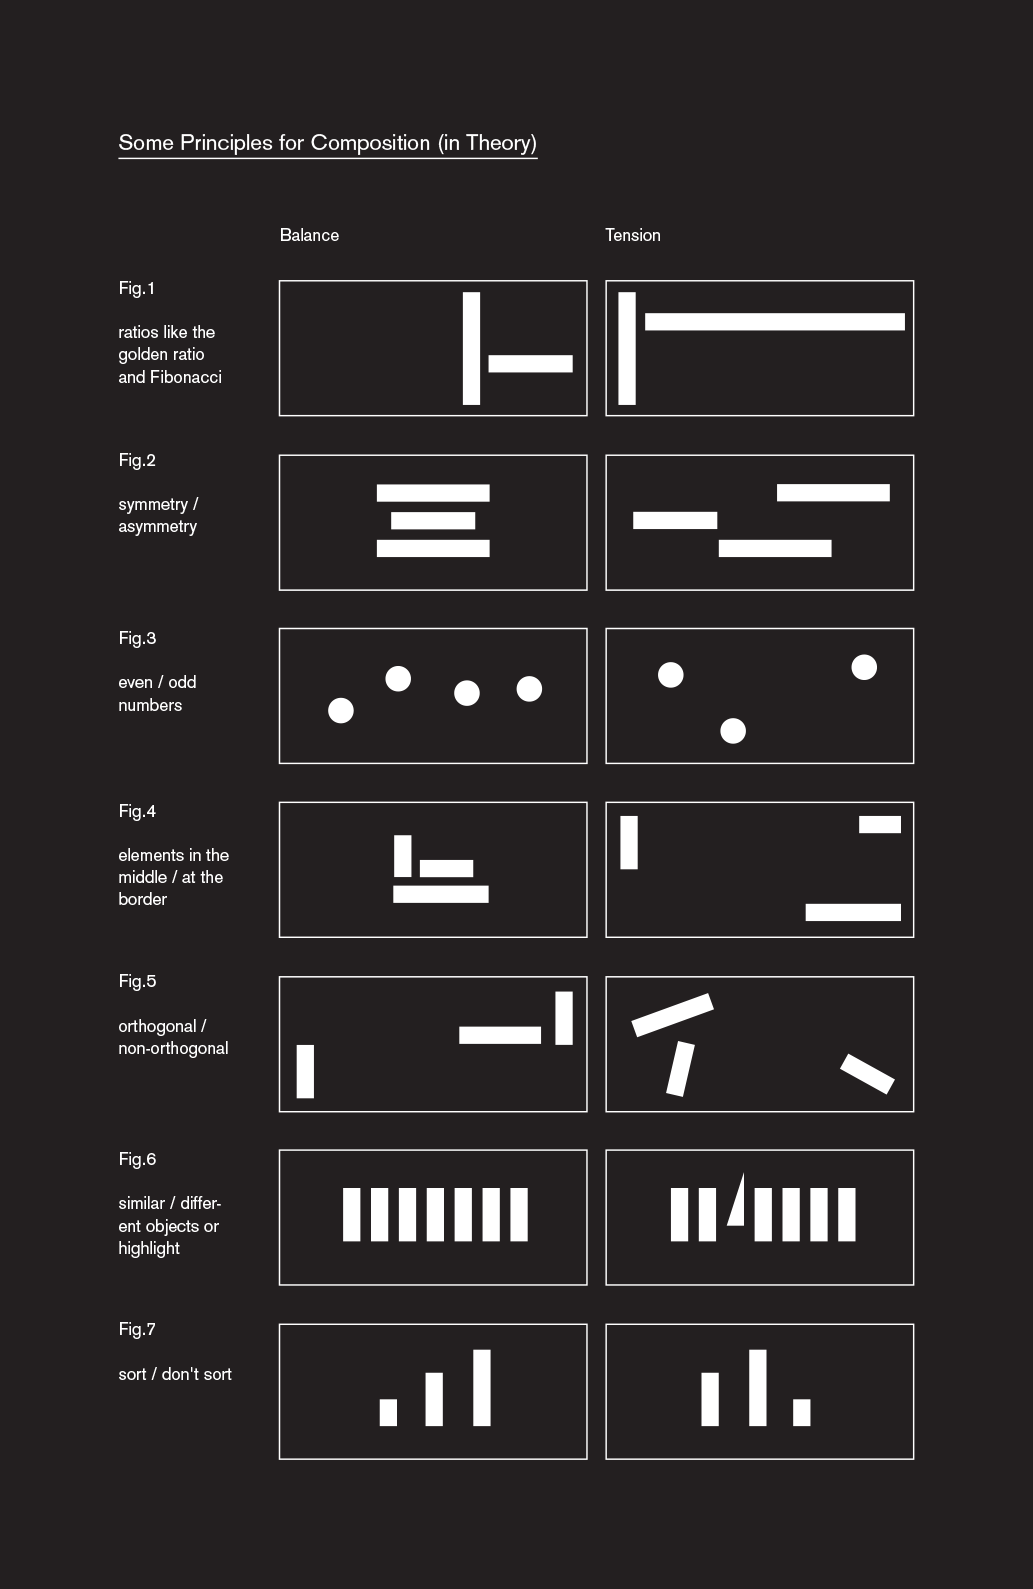 Some Principles for Composition (in Theory)
Balance
Tension
Fig.1
ratios like the
golden ratio
and Fibonacci
Fig.2
symmetry /
asymmetry
Fig.3
even / odd
numbers
Fig.4
elements in the
middle / at the
border
Fig.5
orthogonal /
non-orthogonal
Fig.6
similar / differ-
ent objects or
highlight
Fig.7
sort / don't sort